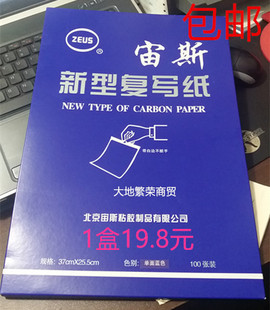 包邮
ZEUS
®
宙斯
新型复写纸
NEW TYPE OF CARBON PAPER
大地繁荣商贸
北京宙斯粘胶制品有限公司
1盒19.8元
规格：37cmX25.5cm 色别：单面蓝色 100张装